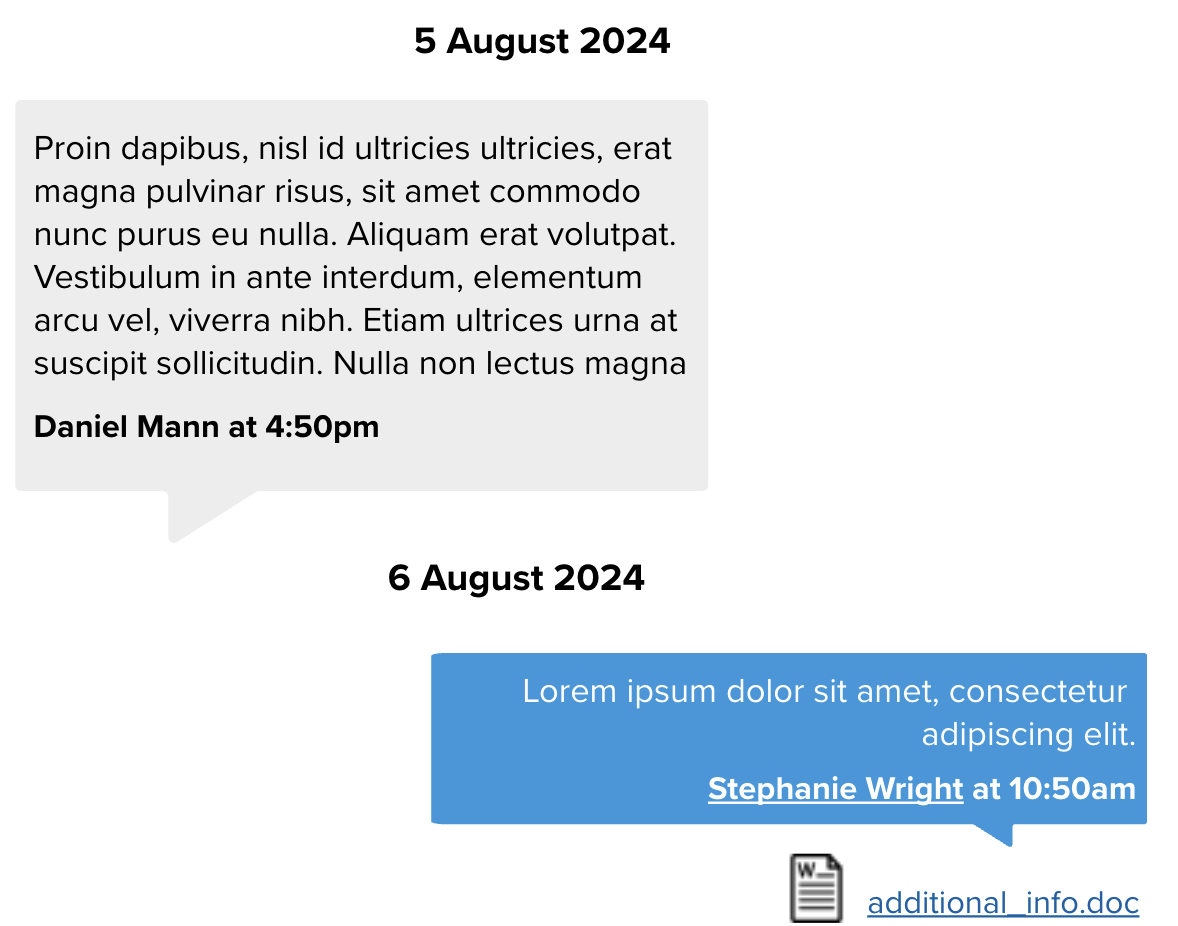 5 August 2024
Proin dapibus, nisl id ultricies ultricies, erat
magna pulvinar risus, sit amet commodo
nunc purus eu nulla. Aliquam erat volutpat.
Vestibulum in ante interdum, elementum
arcu vel, viverra nibh. Etiam ultrices urna at
suscipit sollicitudin. Nulla non lectus magna
Daniel Mann at 4:50pm
6 August 2024
Lorem ipsum dolor sit amet, consectetur
adipiscing elit.
Stephanie Wright at 10:50am
W
additional_info.doc